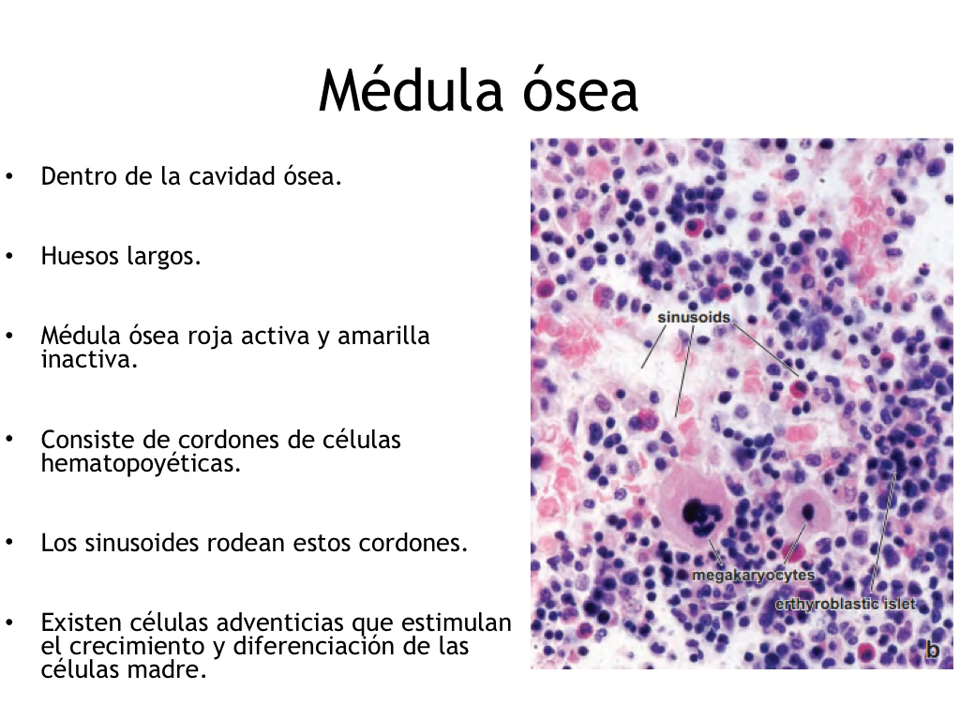 Médula ósea
• Dentro de la cavidad ósea.
• Huesos largos.
• Médula ósea roja activa y amarilla
inactiva.
• Consiste de cordones de células
hematopoyéticas.
• Los sinusoides rodean estos cordones.
• Existen células adventicias que estimulan
el crecimiento y diferenciación de las
células madre.
sinusoids
megakaryocytes
erthyroblastic islet
b